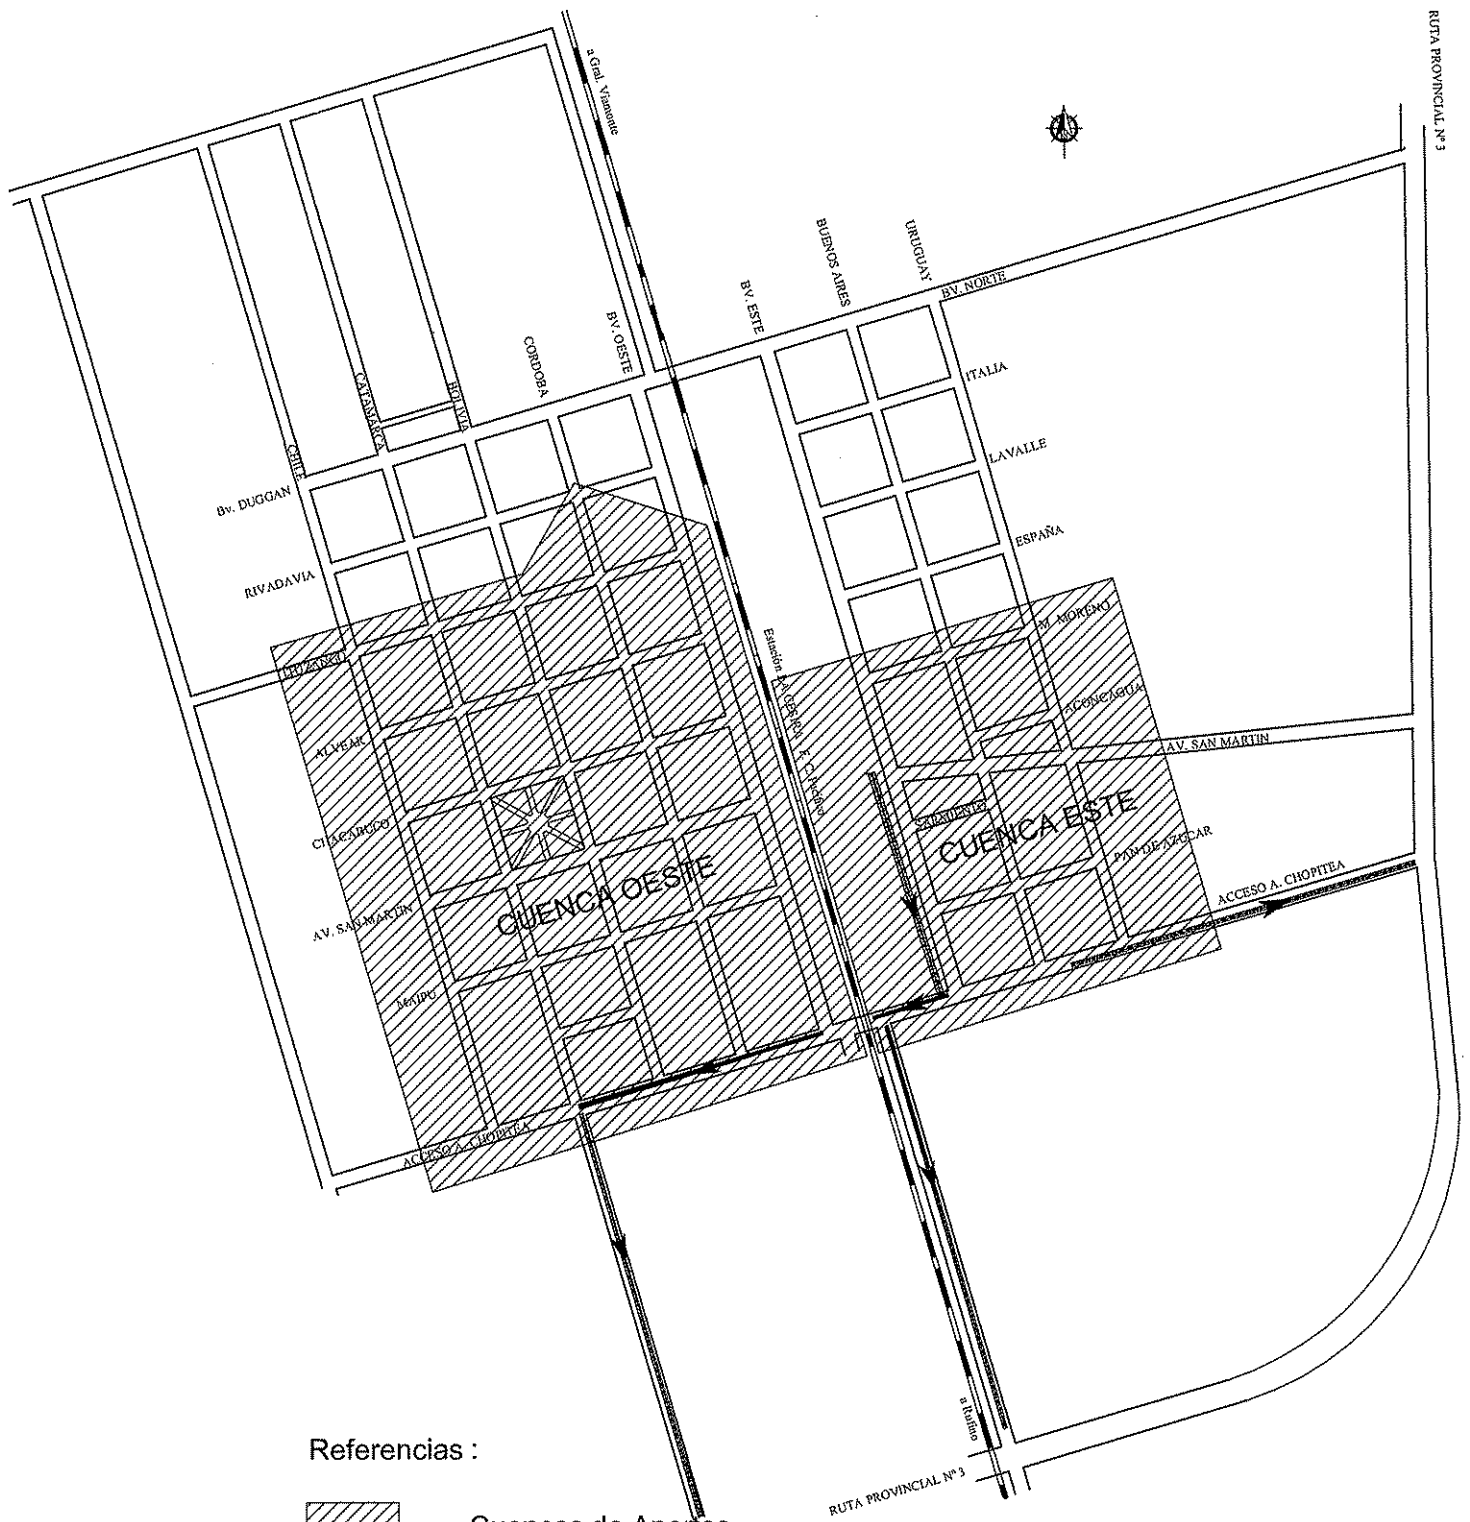 RUTA PROVINCIAL Nº 3
a Gral. Viamonte
URUGUAY
BUENOS AIRES
BV. NORTE
BV. ESTE
BV. OESTE
CORDOBA
ITALIA
BOLIVIA
CATAMARCA
CHILE
LAVALLE
Bv. DUGGAN
ESPAÑA
RIVADAVIA
M. MORENO
ACONCAGUA
ALVEAR
AV. SAN MARTIN
CHACABUCO
SARMIENTO
CUENCA ESTE
PAN DE AZUCAR
CUENCA OESTE
ACCESO A. CHOPITEA
AV. SAN MARTIN
MAIPU
ACCESO A. CHOPITEA
a Rufino
Referencias :
RUTA PROVINCIAL Nº 3